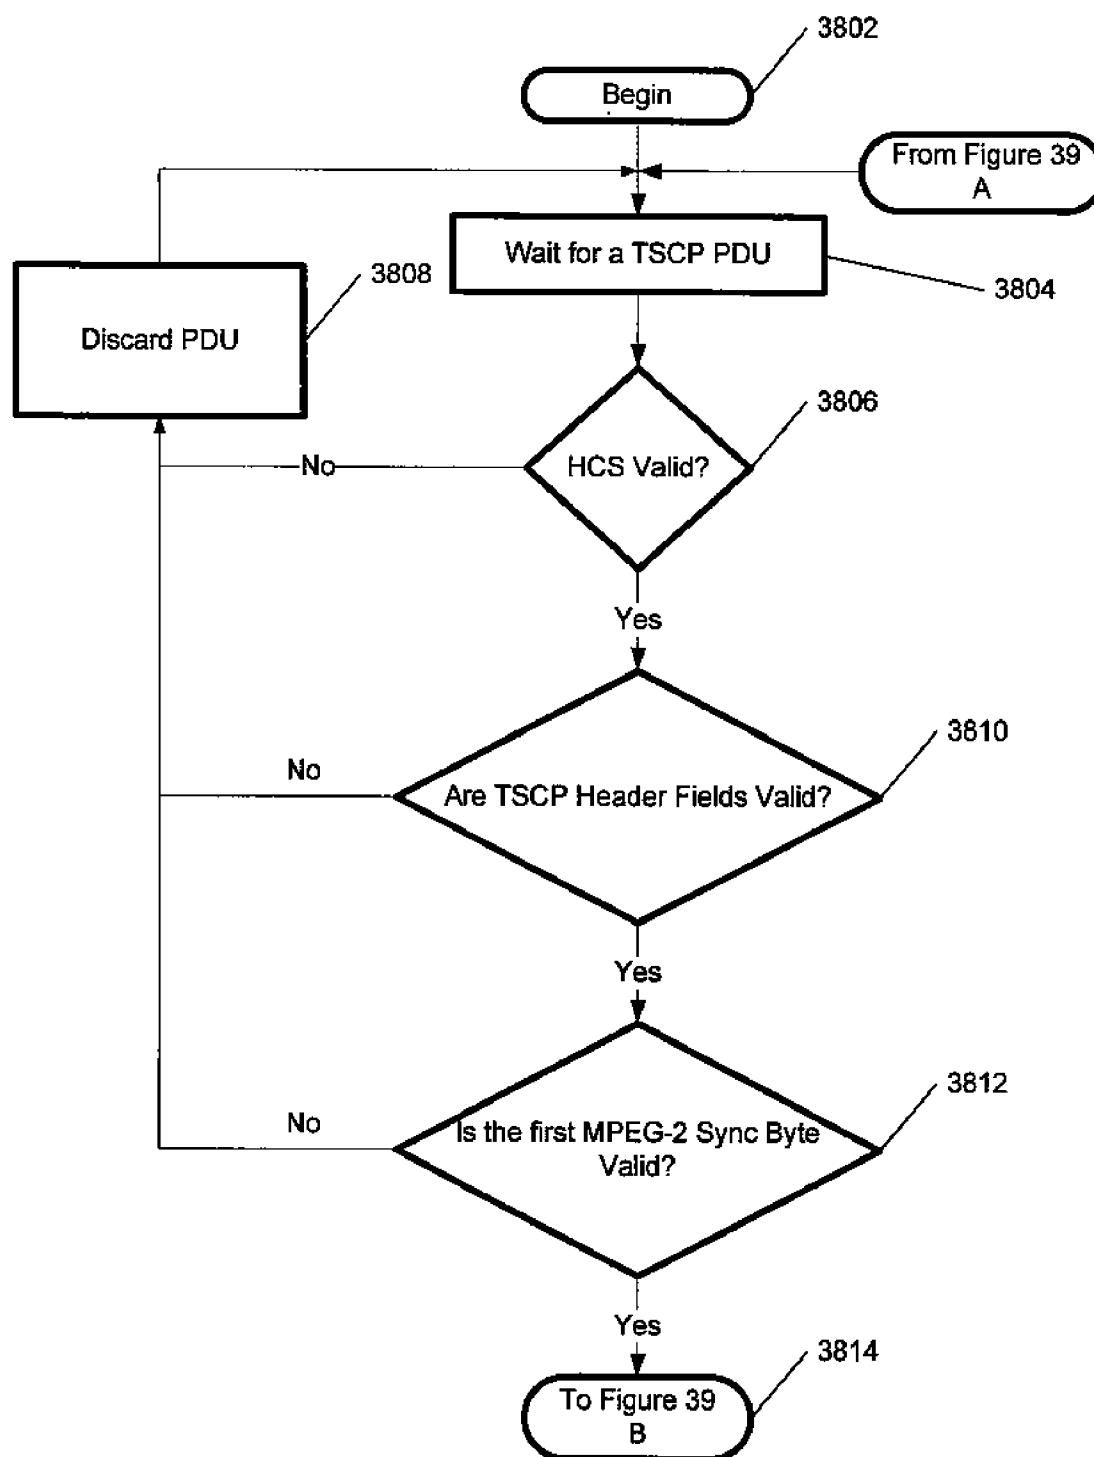 3802
Begin
From Figure 39
A
Wait for a TSCP PDU
3804
3808
Discard PDU
3806
HCS Valid?
No
Yes
3810
No
Are TSCP Header Fields Valid?
Yes
3812
No
Is the first MPEG-2 Sync Byte
Valid?
Yes
3814
To Figure 39
B